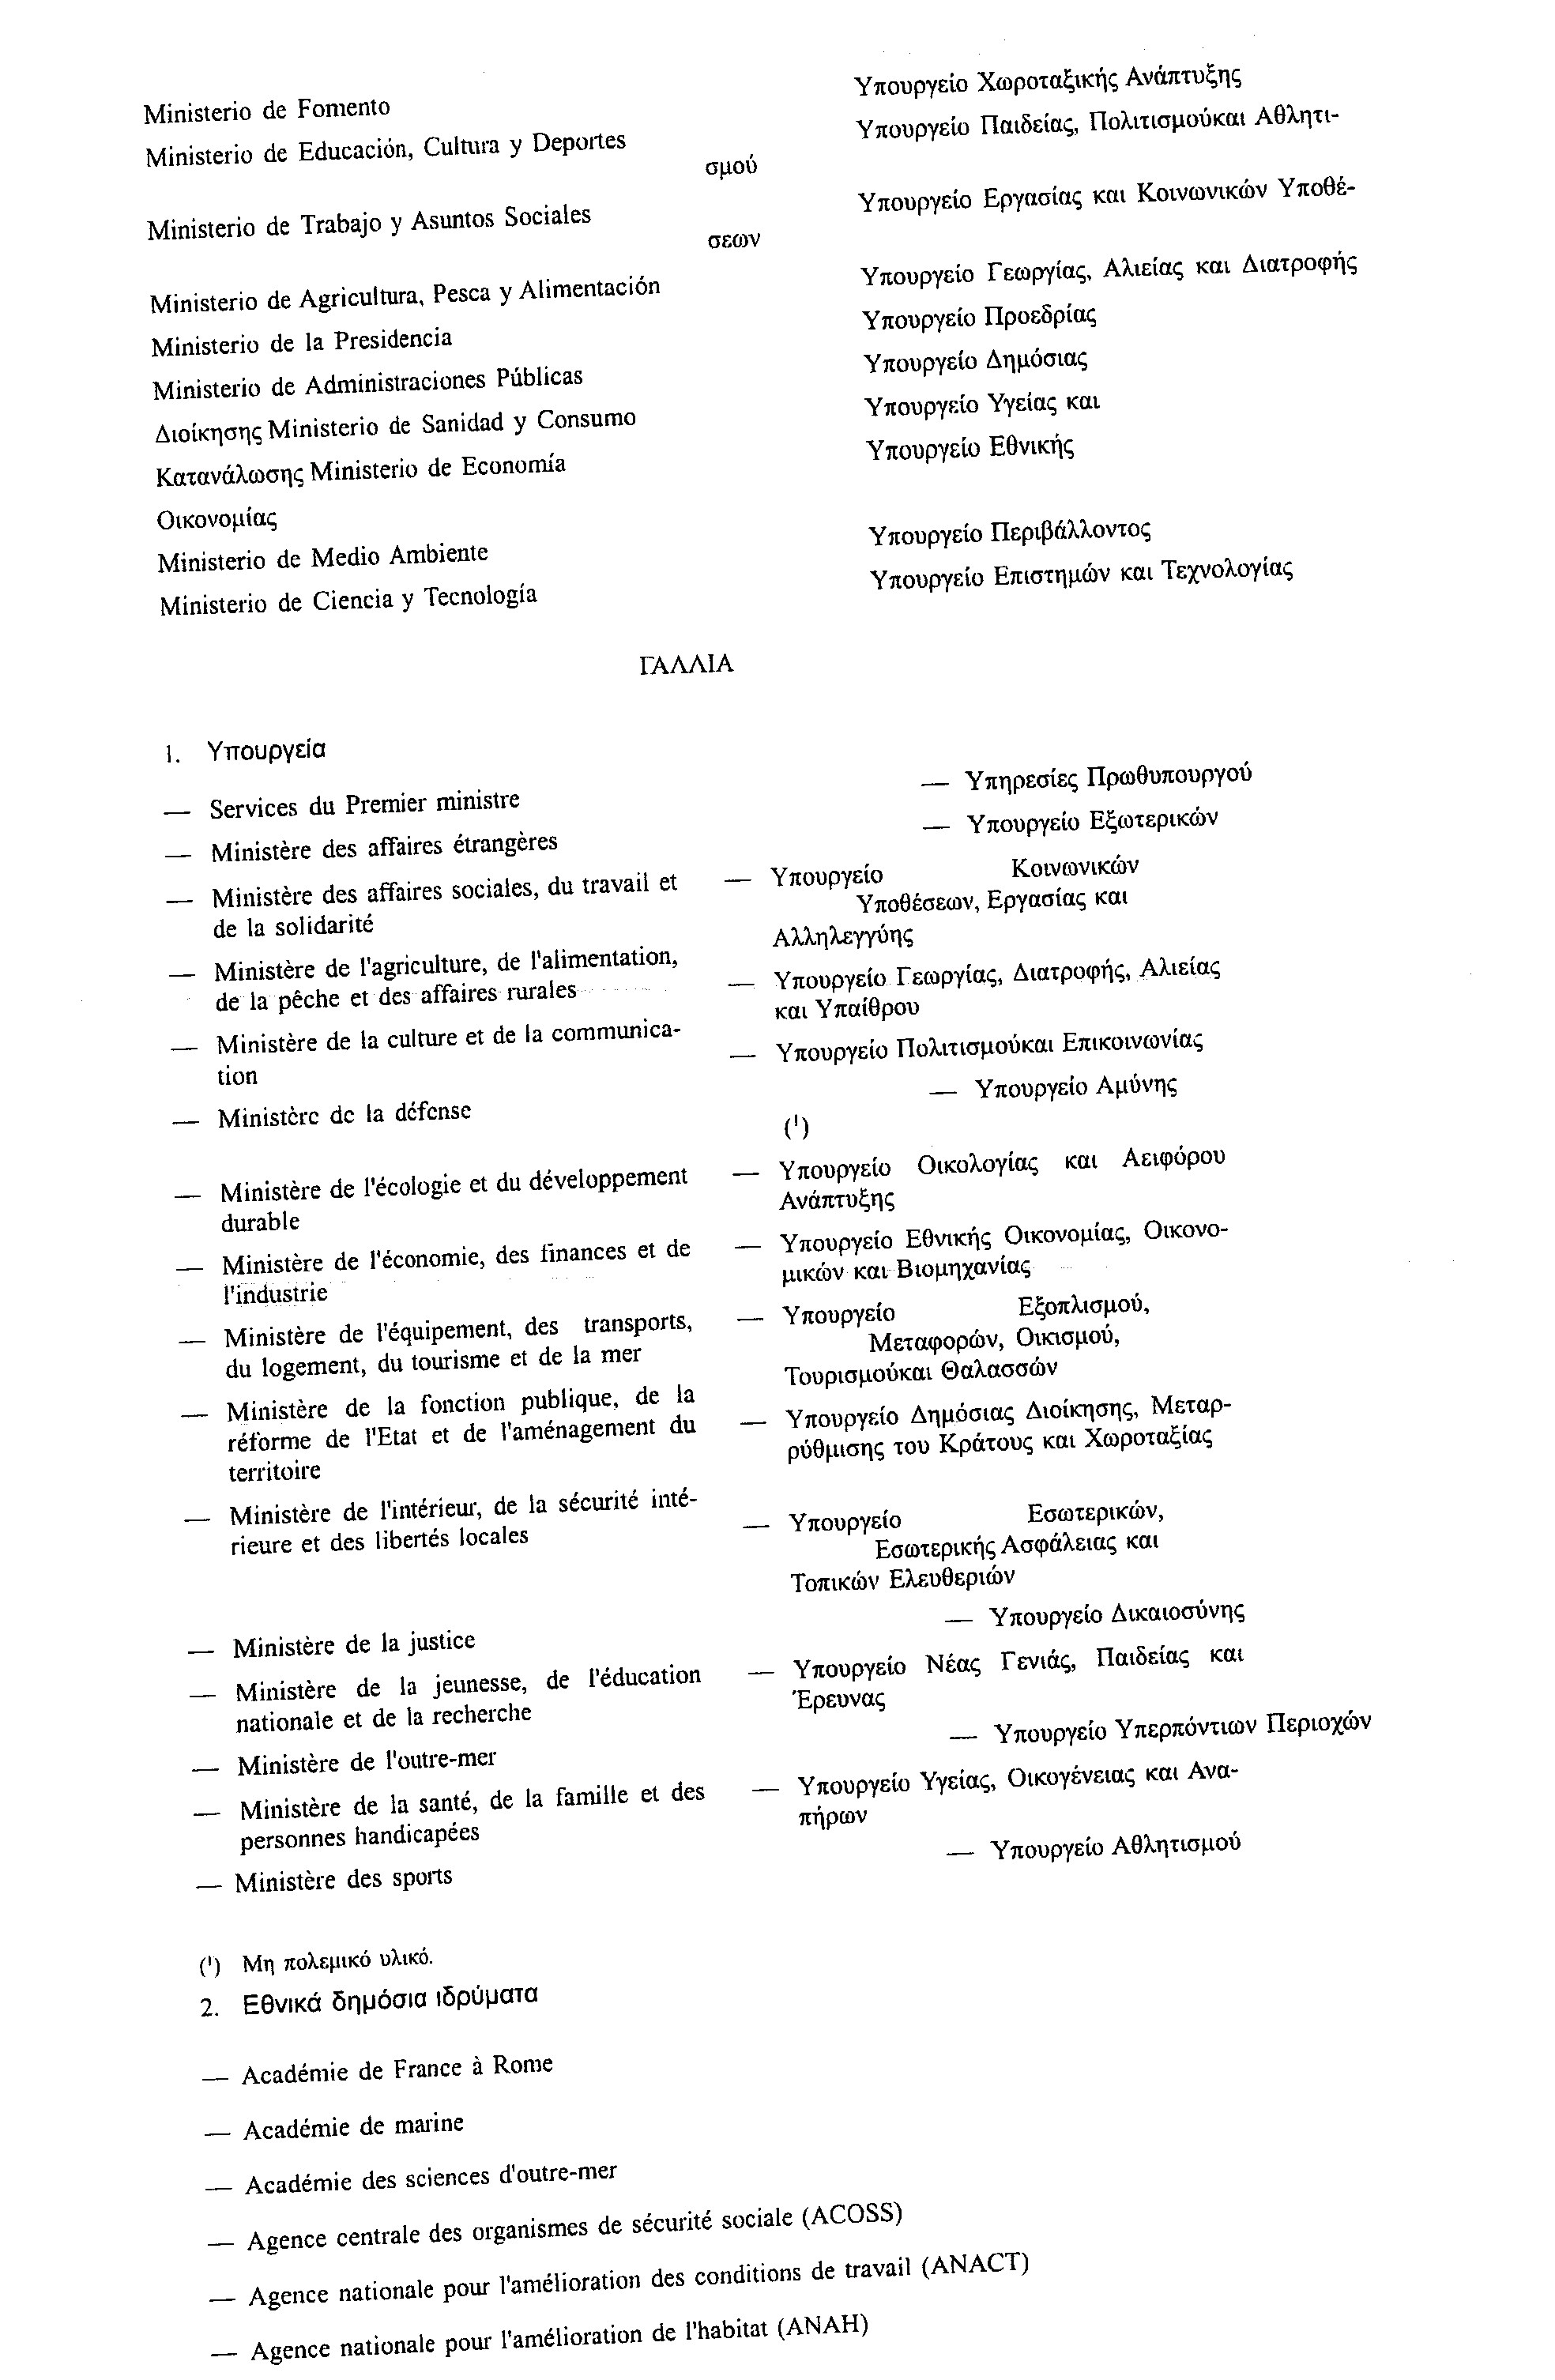 Ministerio de Fomento Υπουργείο Χωροταξικής Ανάπτυξης
Ministerio de Educación, Cultura y Deportes Υπουργείο Παιδείας, Πολιτισμούκαι Αθλητι-
σμού
Ministerio de Trabajo y Asuntos Sociales Υπουργείο Εργασίας και Κοινωνικών Υποθέ-
σεων
Ministerio de Agricultura, Pesca y Alimentación Υπουργείο Γεωργίας, Αλιείας και Διατροφής
Ministerio de la Presidencia Υπουργείο Προεδρίας
Ministerio de Administraciones Públicas Υπουργείο Δημόσιας
Διοίκησης Ministerio de Sanidad y Consumo Υπουργείο Υγείας και
Κατανάλωσης Ministerio de Economía Υπουργείο Εθνικής
Οικονομίας
Ministerio de Medio Ambiente Υπουργείο Περιβάλλοντος
Ministerio de Ciencia y Tecnología Υπουργείο Επιστημών και Τεχνολογίας
ΓΑΛΛΙΑ
1. Υπουργεία
— Services du Premier ministre — Υπηρεσίες Πρωθυπουργού
— Ministère des affaires étrangères — Υπουργείο Εξωτερικών
— Ministère des affaires sociales, du travail et — Υπουργείο Κοινωνικών
de la solidarité Υποθέσεων, Εργασίας και
Αλληλεγγύης
— Ministère de l'agriculture, de l'alimentation, — Υπουργείο Γεωργίας, Διατροφής, Αλιείας
de la pêche et des affaires rurales και Υπαίθρου
— Ministère de la culture et de la communica- — Υπουργείο Πολιτισμούκαι Επικοινωνίας
tion
— Ministère de la défense — Υπουργείο Αμύνης
(¹)
— Ministère de l'écologie et du développement — Υπουργείο Οικολογίας και Αειφόρου
durable Ανάπτυξης
— Ministère de l'économie, des finances et de — Υπουργείο Εθνικής Οικονομίας, Οικονο-
l'industrie μικών και Βιομηχανίας
— Ministère de l'équipement, des transports, — Υπουργείο Εξοπλισμού,
du logement, du tourisme et de la mer Μεταφορών, Οικισμού,
Τουρισμούκαι Θαλασσών
— Ministère de la fonction publique, de la — Υπουργείο Δημόσιας Διοίκησης, Μεταρ-
réforme de l'Etat et de l'aménagement du ρύθμισης του Κράτους και Χωροταξίας
territoire
— Ministère de l'intérieur, de la sécurité inté- — Υπουργείο Εσωτερικών,
rieure et des libertés locales Εσωτερικής Ασφάλειας και
Τοπικών Ελευθεριών
— Ministère de la justice — Υπουργείο Δικαιοσύνης
— Ministère de la jeunesse, de l'éducation — Υπουργείο Νέας Γενιάς, Παιδείας και
nationale et de la recherche Έρευνας
— Ministère de l'outre-mer — Υπουργείο Υπερπόντιων Περιοχών
— Ministère de la santé, de la famille et des — Υπουργείο Υγείας, Οικογένειας και Ανα-
personnes handicapées πήρων
— Ministère des sports — Υπουργείο Αθλητισμού
(¹) Μη πολεμικό υλικό.
2. Εθνικά δημόσια ιδρύματα
— Académie de France à Rome
— Académie de marine
— Académie des sciences d'outre-mer
— Agence centrale des organismes de sécurité sociale (ACOSS)
— Agence nationale pour l'amélioration des conditions de travail (ANACT)
— Agence nationale pour l'amélioration de l'habitat (ANAH)